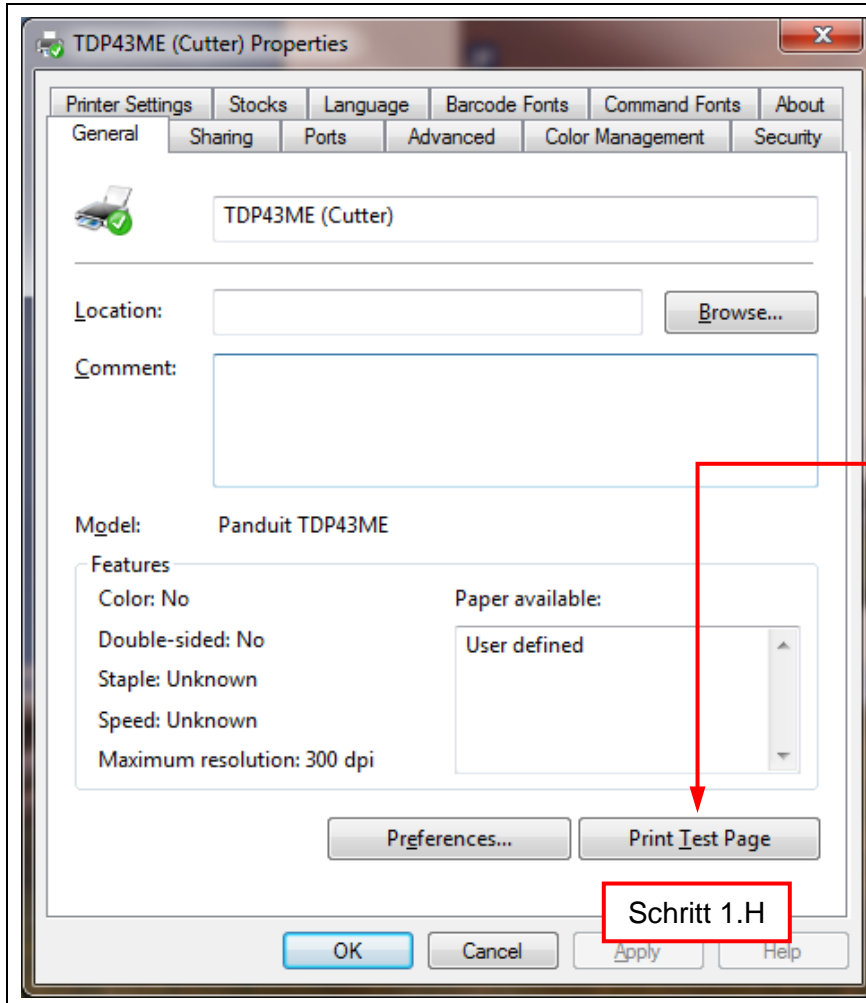 TDP43ME (Cutter) Properties
Printer Settings Stocks Language Barcode Fonts Command Fonts About
General Sharing Ports Advanced Color Management Security
TDP43ME (Cutter)
Location: Browse...
Comment:
Model: Panduit TDP43ME
Features
Color: No Paper available:
Double-sided: No User defined
Staple: Unknown
Speed: Unknown
Maximum resolution: 300 dpi
Preferences... Print Test Page
Schritt 1.H
OK Cancel Apply Help